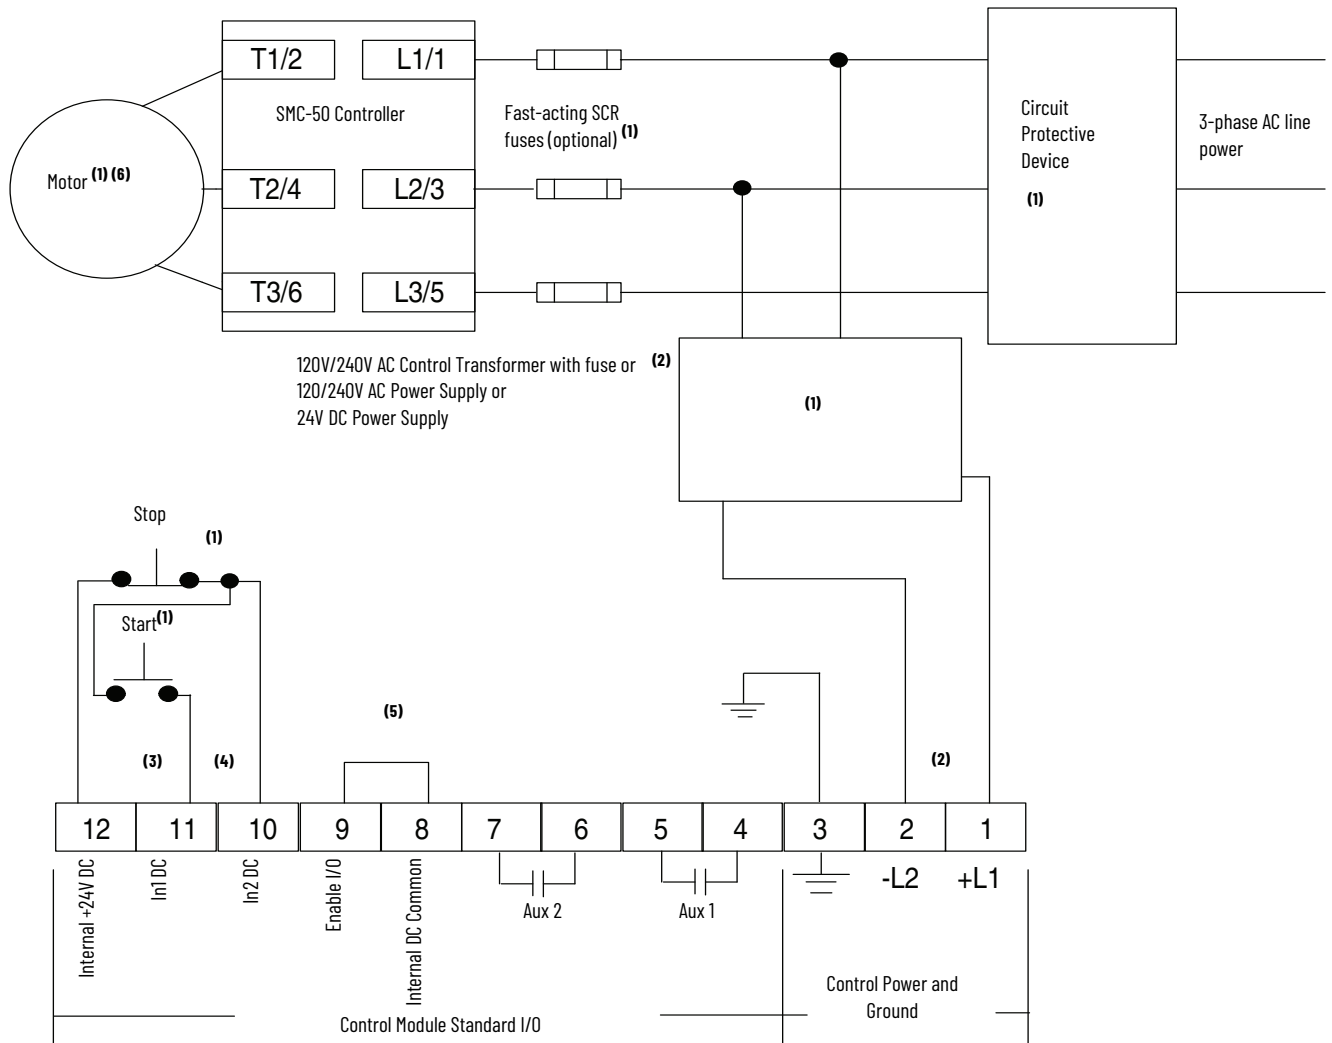 T1/2
L1/1
SMC-50 Controller
Fast-acting SCR
fuses (optional) (1)
Circuit
Protective
Device
(1)
3-phase AC line
power
Motor (1) (6)
T2/4
L2/3
T3/6
L3/5
120V/240V AC Control Transformer with fuse or (2)
120/240V AC Power Supply or
24V DC Power Supply
(1)
Stop
(1)
Start (1)
(5)
(3)
(4)
(2)
12
11
10
9
8
7
6
5
4
3
2
1
Internal +24V DC
In1 DC
In2 DC
Enable I/O
Internal DC Common
Aux 2
Aux 1
-L2
+L1
Control Module Standard I/O
Control Power and
Ground